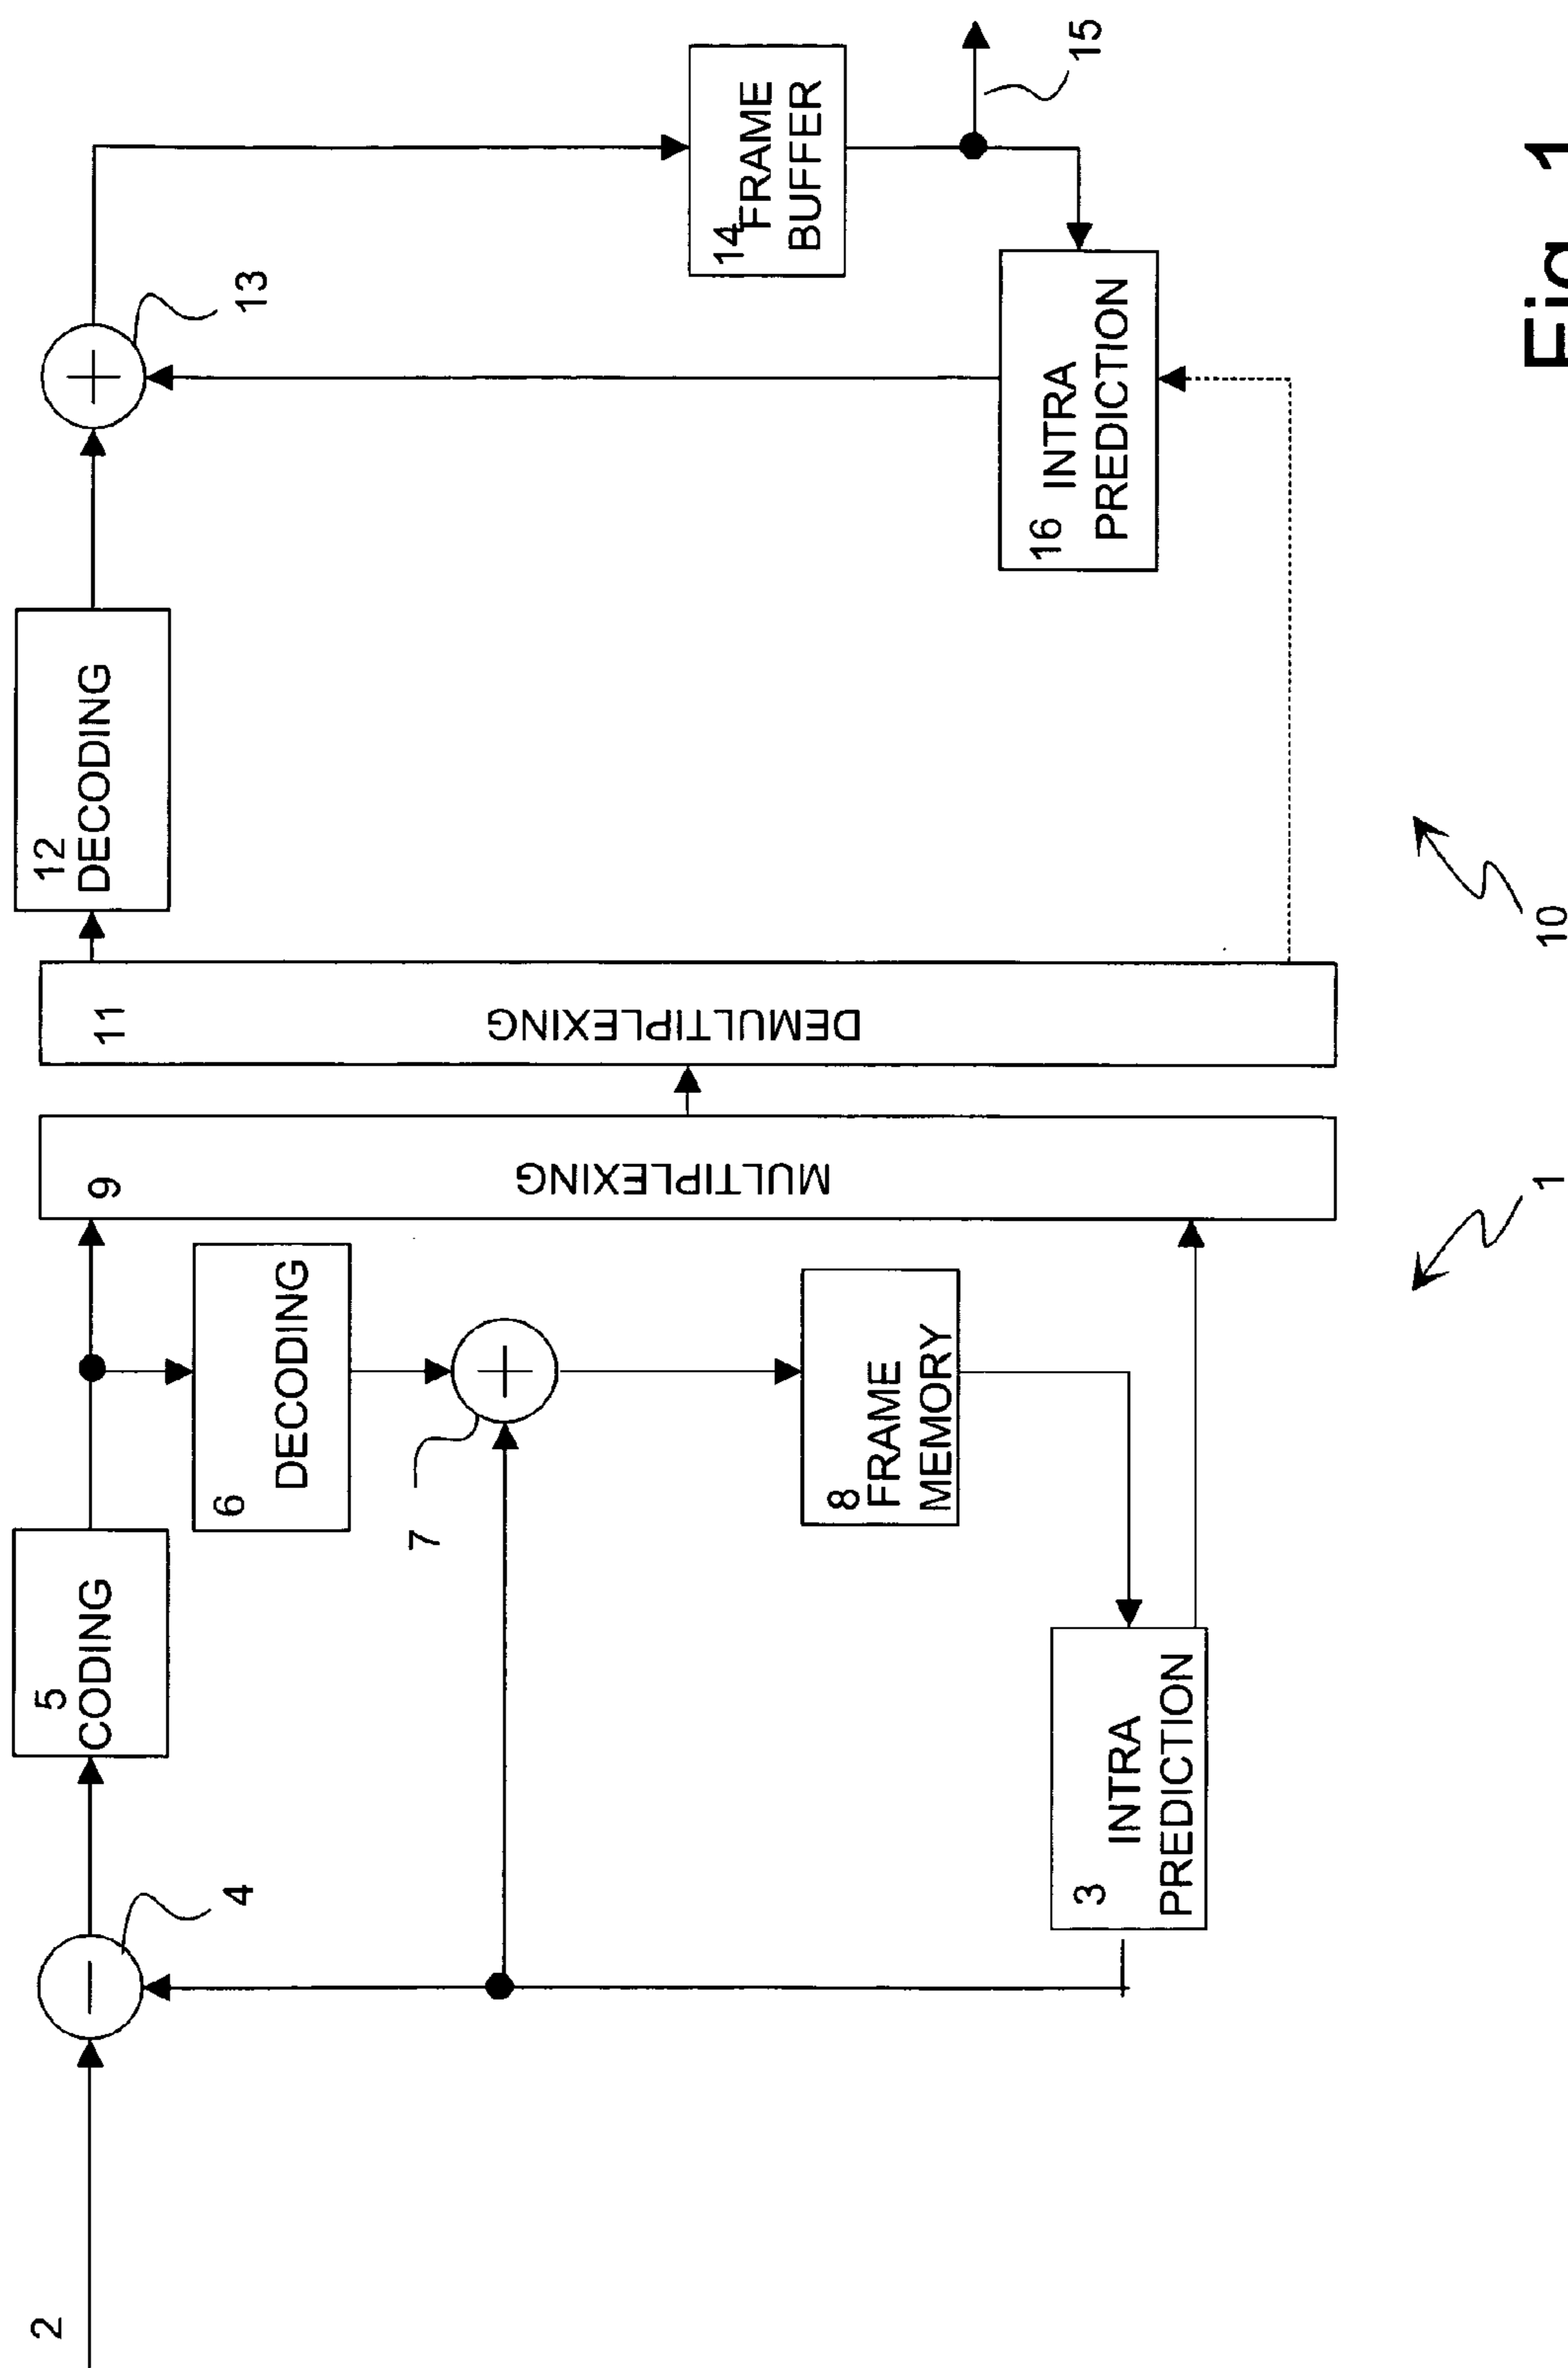 2
4
5
CODING
6
DECODING
7
8
FRAME
MEMORY
3
INTRA
PREDICTION
9
MULTIPLEXING
1
11
DEMULTIPLEXING
12
DECODING
13
14
FRAME
BUFFER
15
16 INTRA
PREDICTION
10
Fig. 1